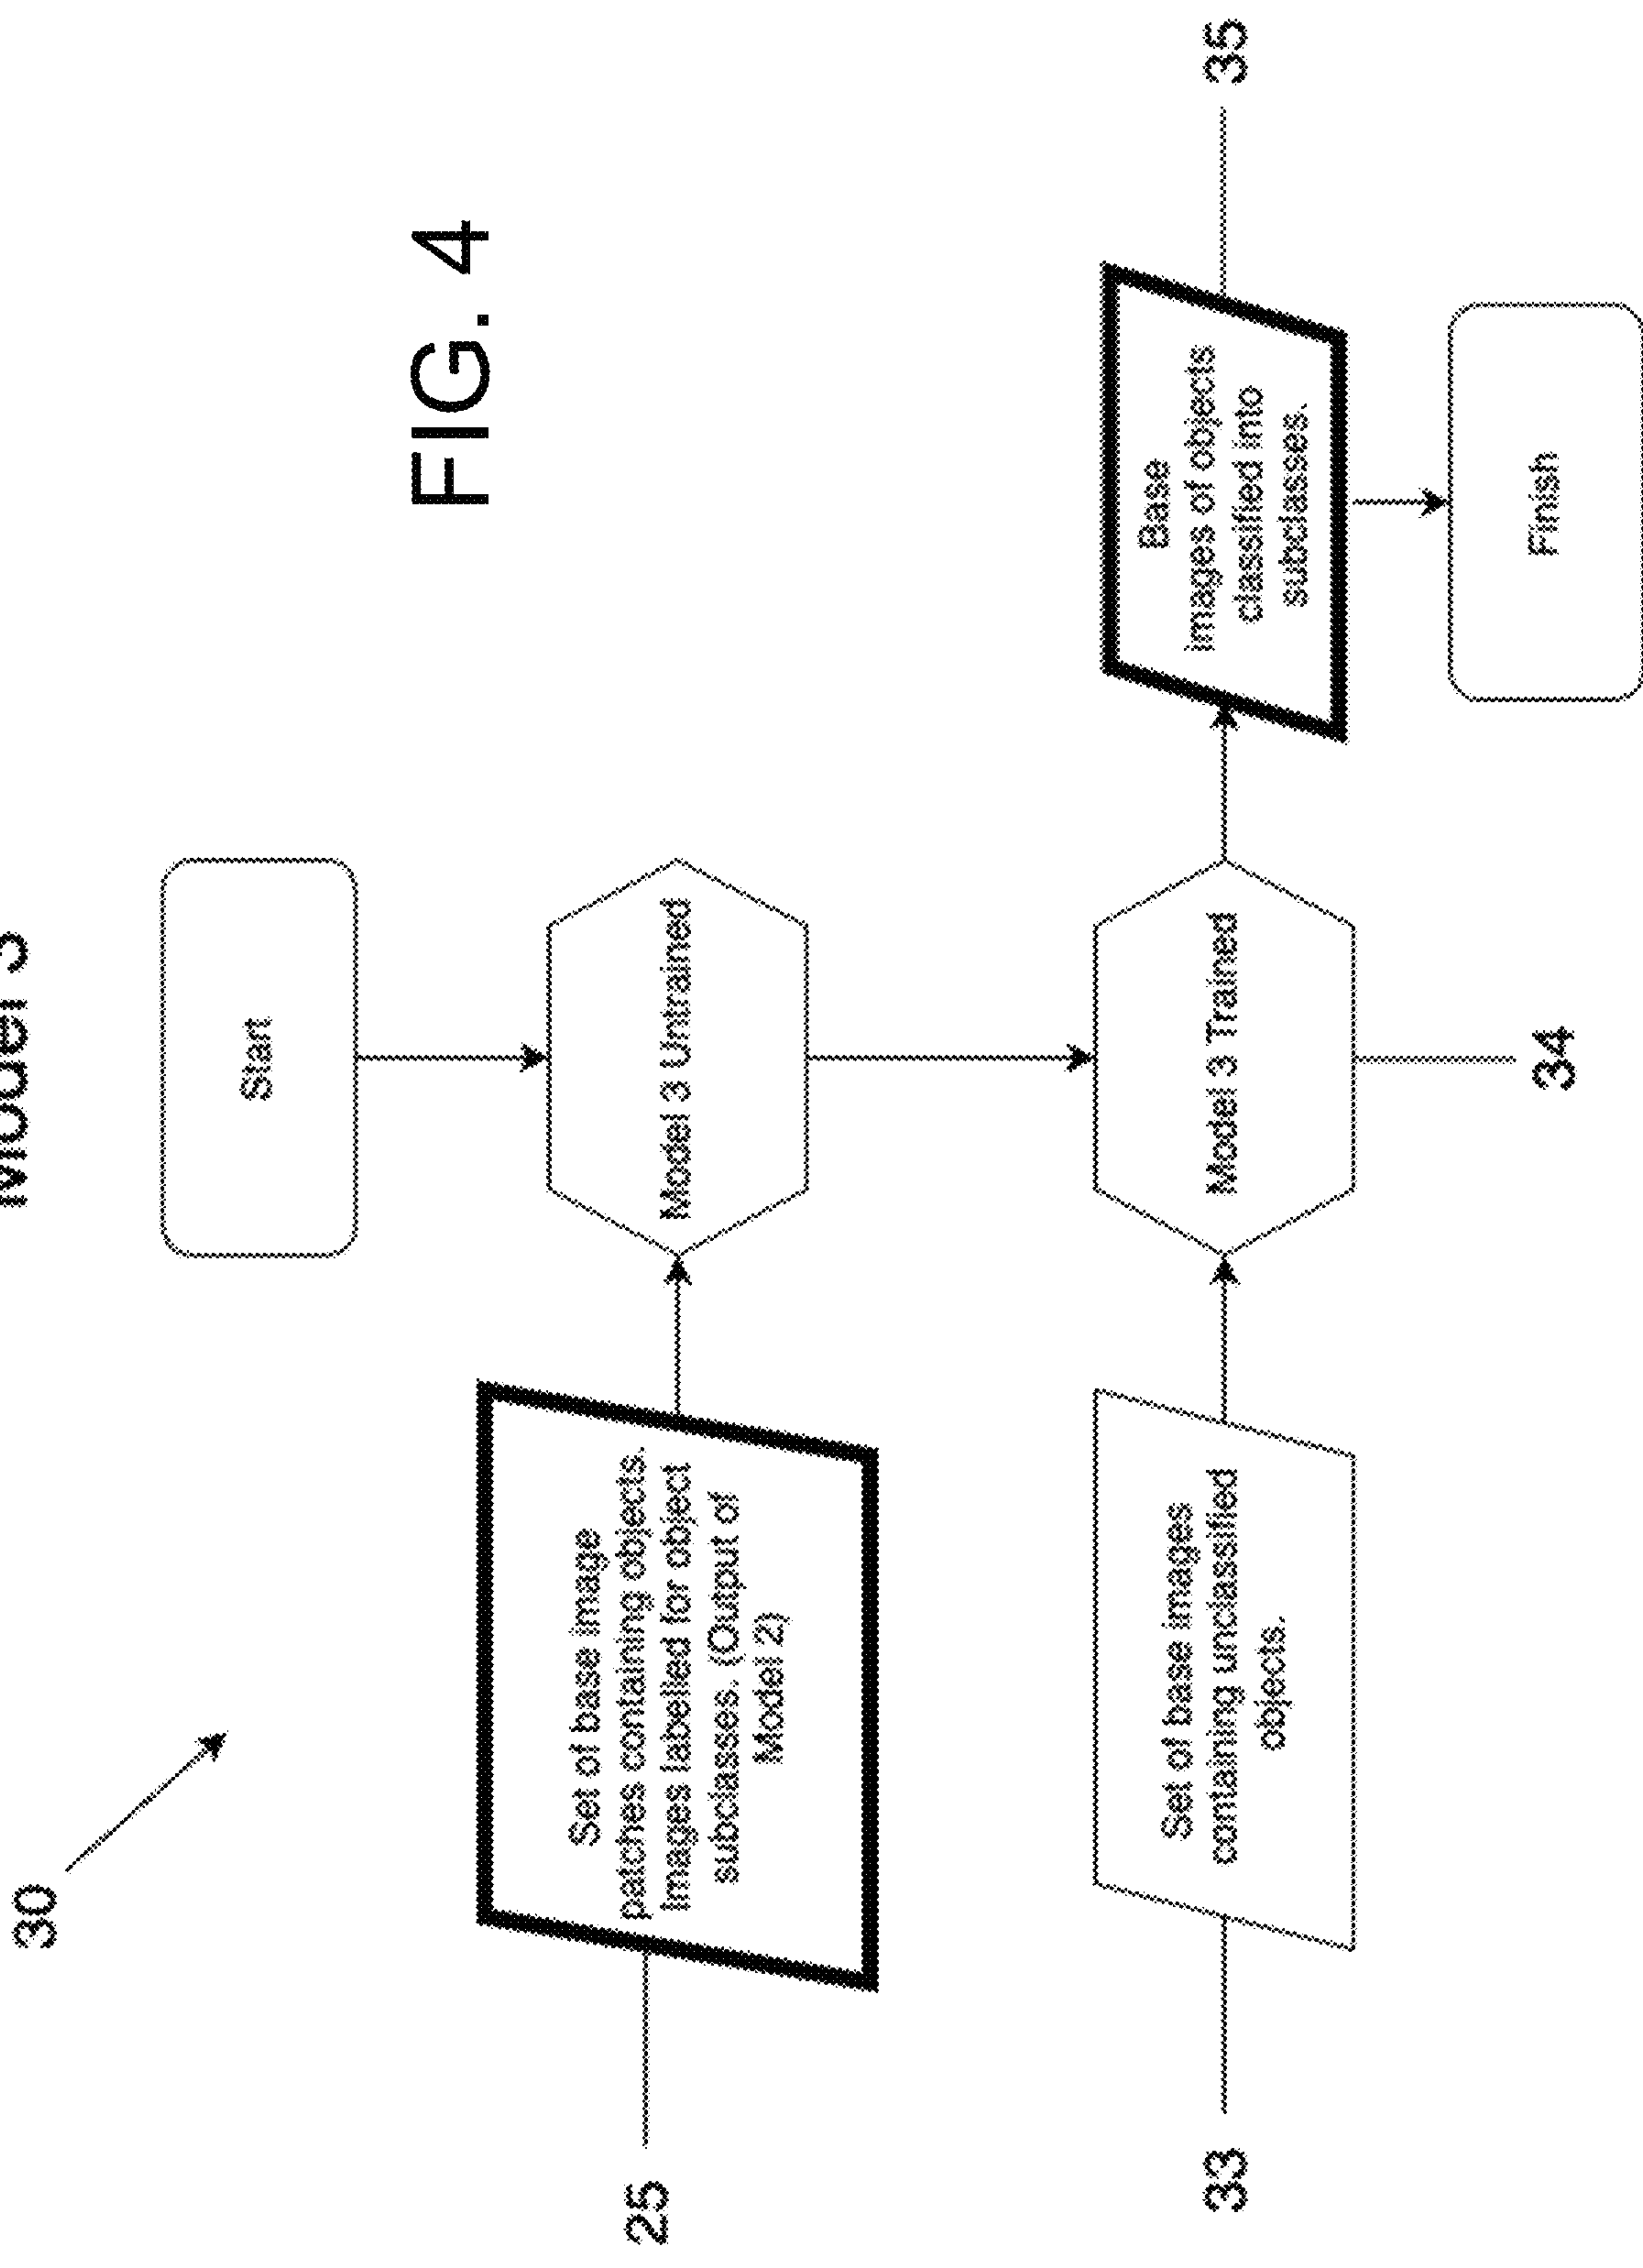 Model 3
30
Start
FIG. 4
25
Set of base image
patches containing objects.
Images labelled for object
subclasses. (Output of
Model 2)
Model 3 Untrained
33
Set of base images
containing unclassified
objects.
Model 3 Trained
34
Base
images of objects
classified into
subclasses.
35
Finish